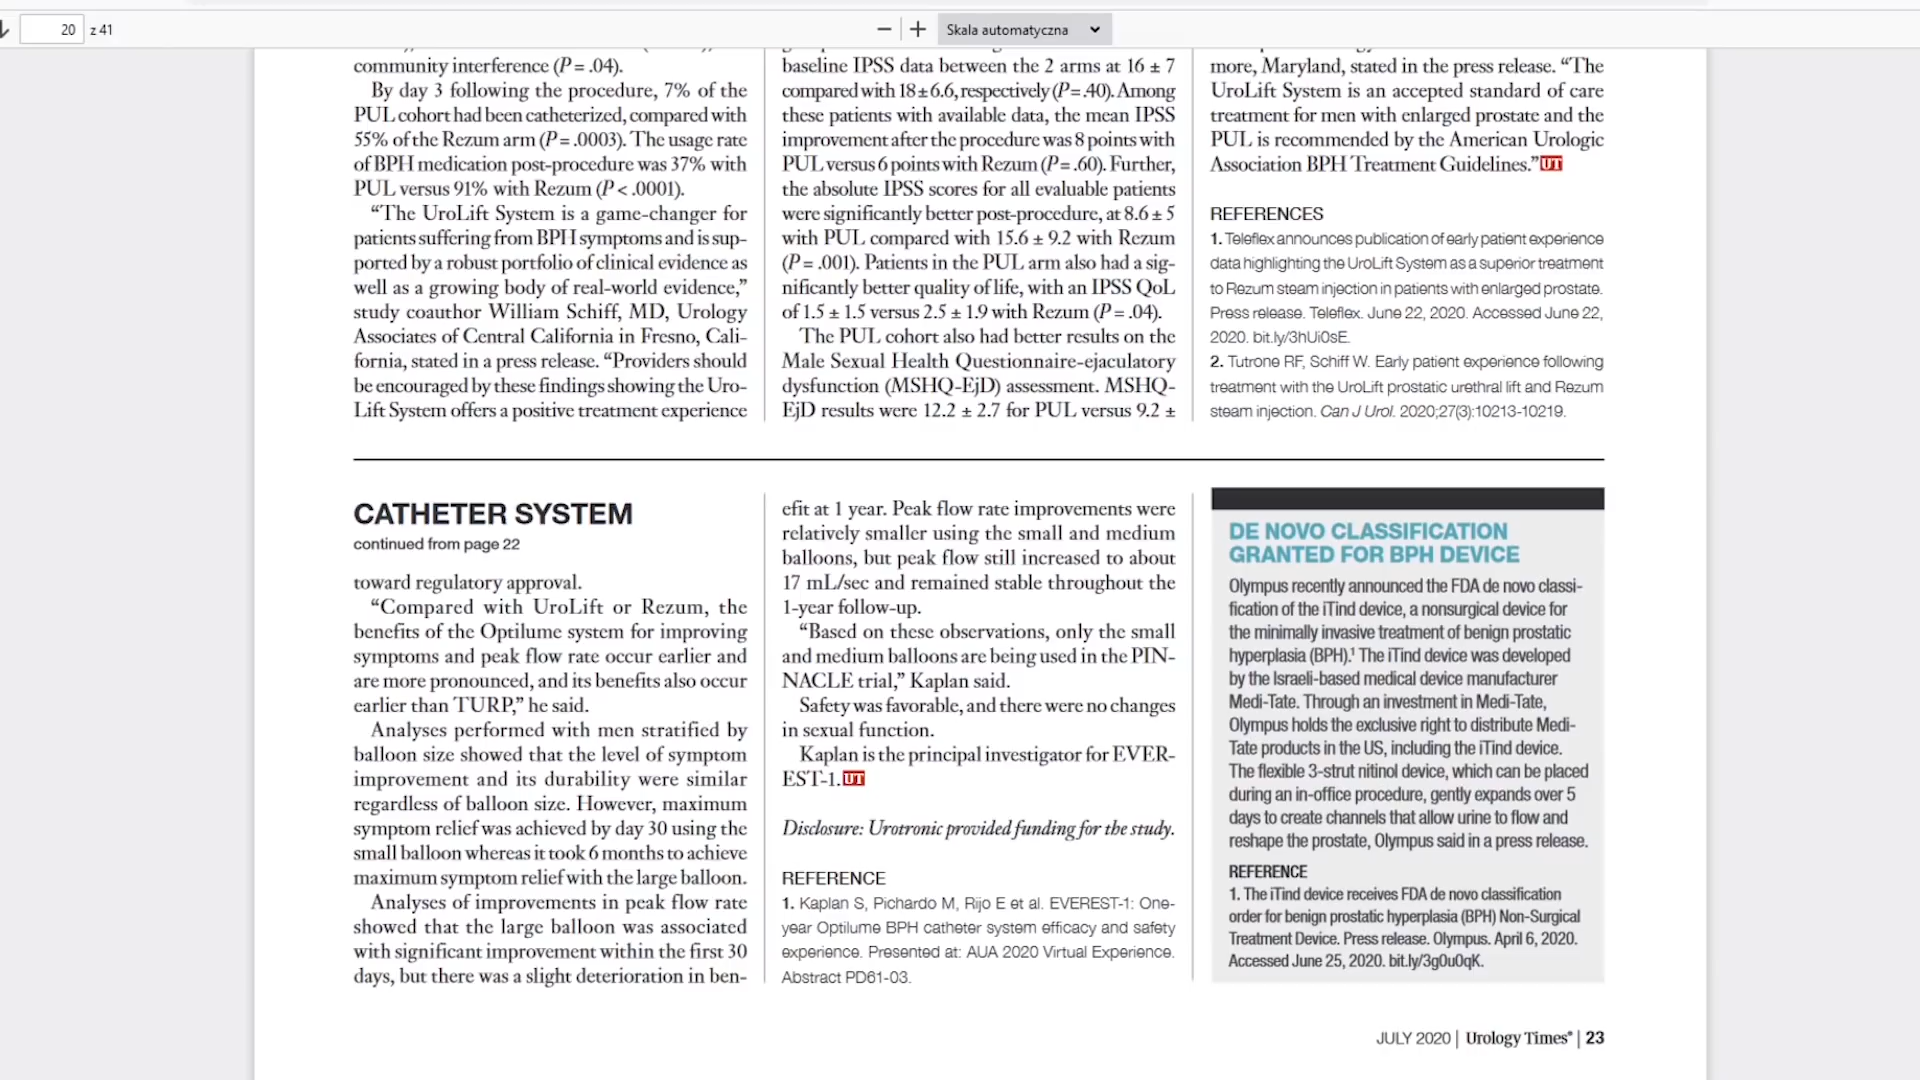 20
z 41
Skala automatyczna
community interference (P = .04).
By day 3 following the procedure, 7% of the
PUL cohort had been catheterized, compared with
55% of the Rezum arm (P = .0003). The usage rate
of BPH medication post-procedure was 37% with
PUL versus 91% with Rezum (P < .0001).
“The UroLift System is a game-changer for
patients suffering from BPH symptoms and is sup-
ported by a robust portfolio of clinical evidence as
well as a growing body of real-world evidence,”
study coauthor William Schiff, MD, Urology
Associates of Central California in Fresno, Cali-
fornia, stated in a press release. “Providers should
be encouraged by these findings showing the Uro-
Lift System offers a positive treatment experience
baseline IPSS data between the 2 arms at 16 ± 7
compared with 18 ± 6.6, respectively (P = .40). Among
these patients with available data, the mean IPSS
improvement after the procedure was 8 points with
PUL versus 6 points with Rezum (P = .60). Further,
the absolute IPSS scores for all evaluable patients
were significantly better post-procedure, at 8.6 ± 5
with PUL compared with 15.6 ± 9.2 with Rezum
(P = .001). Patients in the PUL arm also had a sig-
nificantly better quality of life, with an IPSS QoL
of 1.5 ± 1.5 versus 2.5 ± 1.9 with Rezum (P = .04).
The PUL cohort also had better results on the
Male Sexual Health Questionnaire-ejaculatory
dysfunction (MSHQ-EjD) assessment. MSHQ-
EjD results were 12.2 ± 2.7 for PUL versus 9.2 ±
more, Maryland, stated in the press release. “The
UroLift System is an accepted standard of care
treatment for men with enlarged prostate and the
PUL is recommended by the American Urologic
Association BPH Treatment Guidelines.” UT
REFERENCES
1. Teleflex announces publication of early patient experience
data highlighting the UroLift System as a superior treatment
to Rezum steam injection in patients with enlarged prostate.
Press release. Teleflex. June 22, 2020. Accessed June 22,
2020. bit.ly/3hUi0sE.
2. Tutrone RF, Schiff W. Early patient experience following
treatment with the UroLift prostatic urethral lift and Rezum
steam injection. Can J Urol. 2020;27(3):10213-10219.
CATHETER SYSTEM
continued from page 22
toward regulatory approval.
“Compared with UroLift or Rezum, the
benefits of the Optilume system for improving
symptoms and peak flow rate occur earlier and
are more pronounced, and its benefits also occur
earlier than TURP,” he said.
Analyses performed with men stratified by
balloon size showed that the level of symptom
improvement and its durability were similar
regardless of balloon size. However, maximum
symptom relief was achieved by day 30 using the
small balloon whereas it took 6 months to achieve
maximum symptom relief with the large balloon.
Analyses of improvements in peak flow rate
showed that the large balloon was associated
with significant improvement within the first 30
days, but there was a slight deterioration in ben-
efit at 1 year. Peak flow rate improvements were
relatively smaller using the small and medium
balloons, but peak flow still increased to about
17 mL/sec and remained stable throughout the
1-year follow-up.
“Based on these observations, only the small
and medium balloons are being used in the PIN-
NACLE trial,” Kaplan said.
Safety was favorable, and there were no changes
in sexual function.
Kaplan is the principal investigator for EVER-
EST-1. UT
Disclosure: Urotronic provided funding for the study.
REFERENCE
1. Kaplan S, Pichardo M, Rijo E et al. EVEREST-1: One-
year Optilume BPH catheter system efficacy and safety
experience. Presented at: AUA 2020 Virtual Experience.
Abstract PD61-03.
DE NOVO CLASSIFICATION
GRANTED FOR BPH DEVICE
Olympus recently announced the FDA de novo classi-
fication of the iTind device, a nonsurgical device for
the minimally invasive treatment of benign prostatic
hyperplasia (BPH).¹ The iTind device was developed
by the Israeli-based medical device manufacturer
Medi-Tate. Through an investment in Medi-Tate,
Olympus holds the exclusive right to distribute Medi-
Tate products in the US, including the iTind device.
The flexible 3-strut nitinol device, which can be placed
during an in-office procedure, gently expands over 5
days to create channels that allow urine to flow and
reshape the prostate, Olympus said in a press release.
REFERENCE
1. The iTind device receives FDA de novo classification
order for benign prostatic hyperplasia (BPH) Non-Surgical
Treatment Device. Press release. Olympus. April 6, 2020.
Accessed June 25, 2020. bit.ly/3g0u0qK.
JULY 2020 | Urology Times® | 23